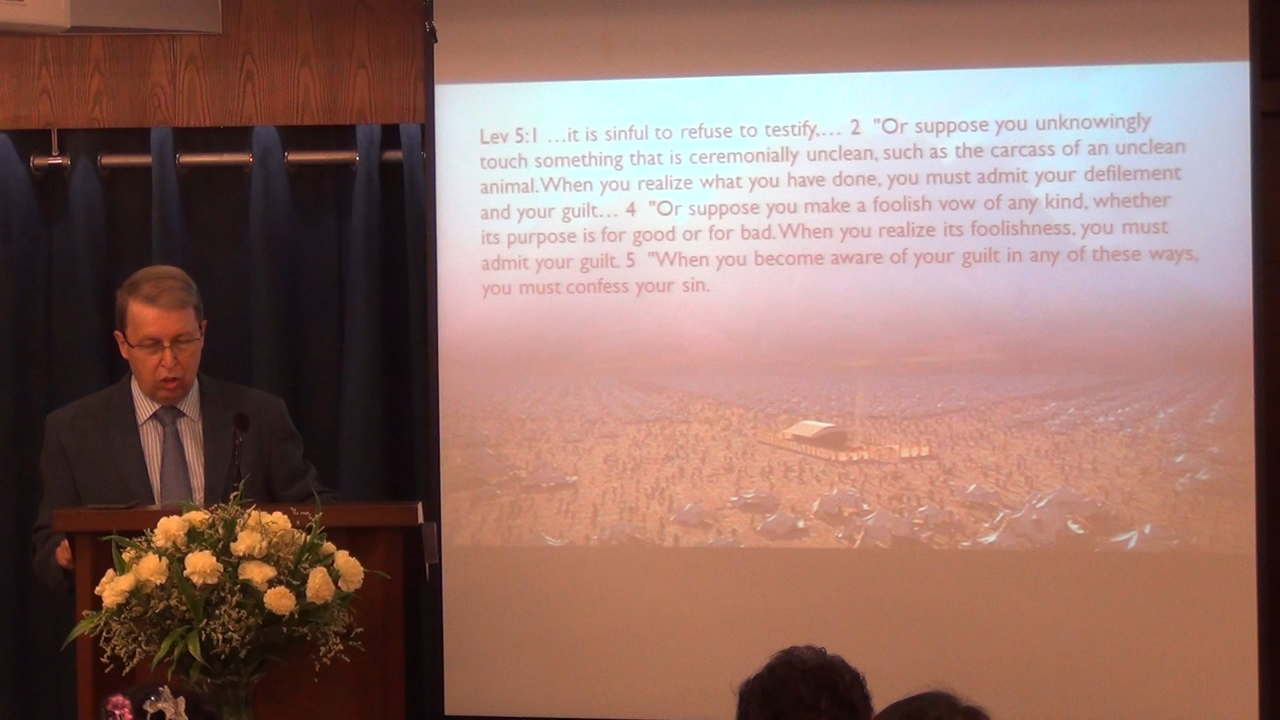 Lev 5:1 …it is sinful to refuse to testify,… 2 "Or suppose you unknowingly
touch something that is ceremonially unclean, such as the carcass of an unclean
animal. When you realize what you have done, you must admit your defilement
and your guilt… 4 "Or suppose you make a foolish vow of any kind, whether
its purpose is for good or for bad. When you realize its foolishness, you must
admit your guilt. 5 "When you become aware of your guilt in any of these ways,
you must confess your sin.